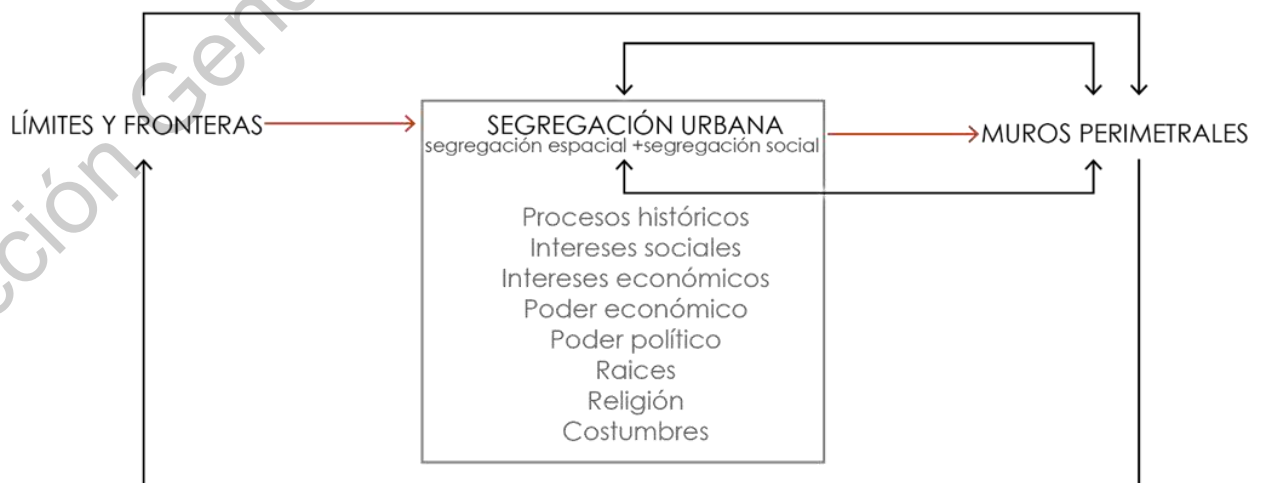 LÍMITES Y FRONTERAS
SEGREGACIÓN URBANA
segregación espacial +segregación social
MUROS PERIMETRALES
Procesos históricos
Intereses sociales
Intereses económicos
Poder económico
Poder político
Raices
Religión
Costumbres